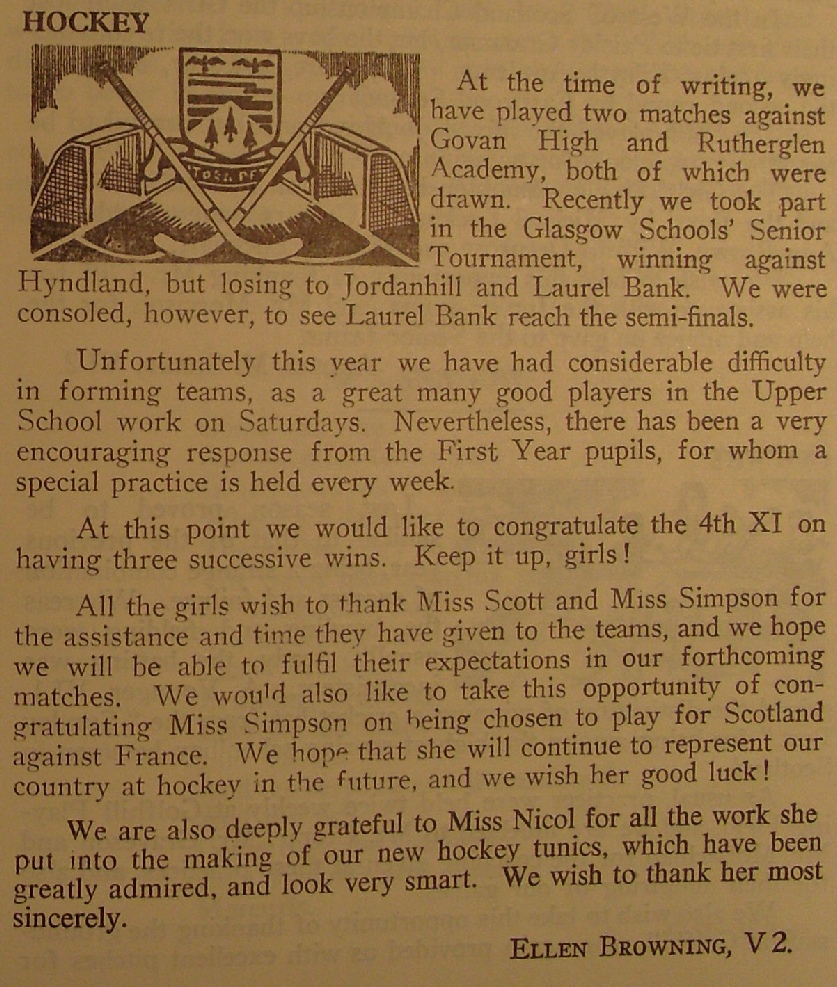 HOCKEY
At the time of writing, we
have played two matches against
Govan High and Rutherglen
Academy, both of which were
drawn. Recently we took part
in the Glasgow Schools' Senior
Tournament, winning against
Hyndland, but losing to Jordanhill and Laurel Bank. We were
consoled, however, to see Laurel Bank reach the semi-finals.
Unfortunately this year we have had considerable difficulty
in forming teams, as a great many good players in the Upper
School work on Saturdays. Nevertheless, there has been a very
encouraging response from the First Year pupils, for whom a
special practice is held every week.
At this point we would like to congratulate the 4th XI on
having three successive wins. Keep it up, girls!
All the girls wish to thank Miss Scott and Miss Simpson for
the assistance and time they have given to the teams, and we hope
we will be able to fulfil their expectations in our forthcoming
matches. We would also like to take this opportunity of con-
gratulating Miss Simpson on being chosen to play for Scotland
against France. We hope that she will continue to represent our
country at hockey in the future, and we wish her good luck!
We are also deeply grateful to Miss Nicol for all the work she
put into the making of our new hockey tunics, which have been
greatly admired, and look very smart. We wish to thank her most
sincerely.
ELLEN BROWNING, V 2.